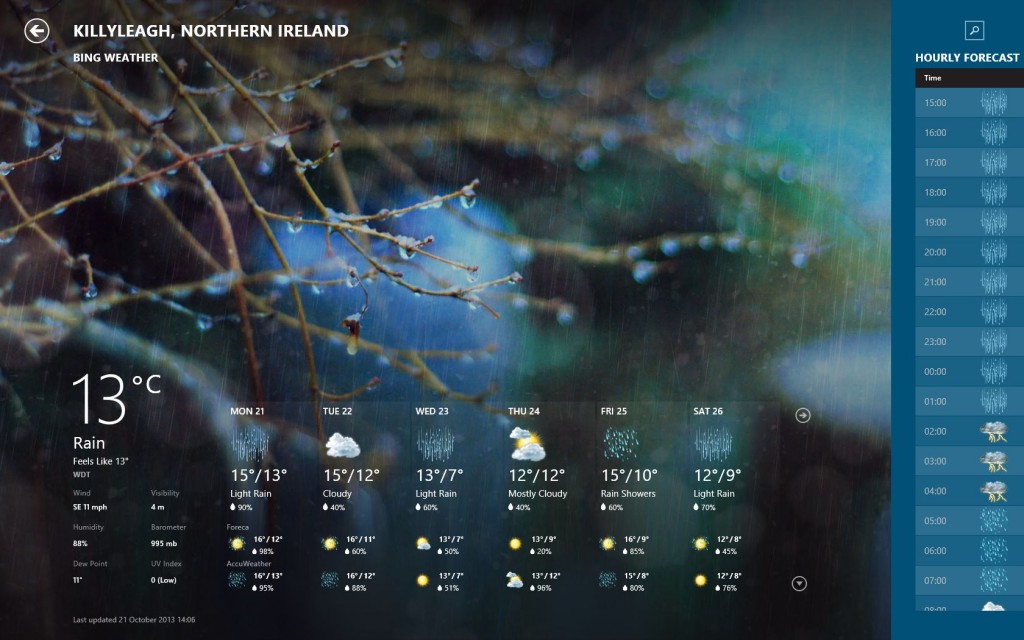 KILLYLEAGH, NORTHERN IRELAND
BING WEATHER
13°C
Rain
Feels Like 13°
WDT
Wind Visibility
SE 11 mph 4 m
Humidity Barometer
88% 995 mb
Dew Point UV Index
11° 0 (Low)
MON 21 TUE 22 WED 23 THU 24 FRI 25 SAT 26
15°/13° 15°/12° 13°/7° 12°/12° 15°/10° 12°/9°
Light Rain Cloudy Light Rain Mostly Cloudy Rain Showers Light Rain
90% 40% 60% 40% 60% 70%
Foreca
16°/12° 16°/11° 13°/7° 13°/9° 16°/9° 12°/8°
98% 60% 50% 20% 85% 45%
AccuWeather
16°/13° 16°/12° 13°/7° 13°/12° 15°/8° 12°/8°
95% 88% 51% 96% 80% 76%
Last updated 21 October 2013 14:06
HOURLY FORECAST
Time
15:00
16:00
17:00
18:00
19:00
20:00
21:00
22:00
23:00
00:00
01:00
02:00
03:00
04:00
05:00
06:00
07:00
08:00